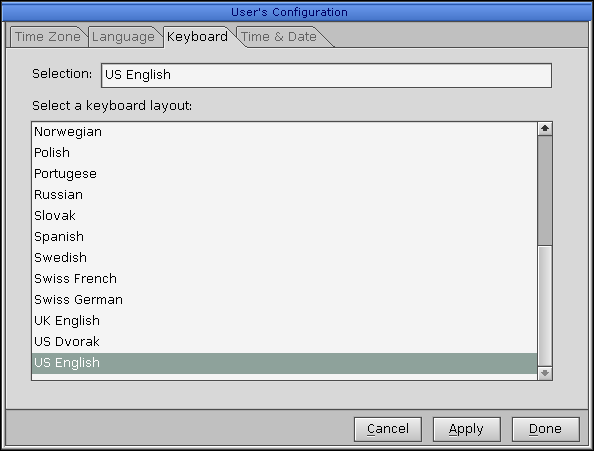 User's Configuration
Time Zone Language Keyboard Time & Date
Selection: US English
Select a keyboard layout:
Norwegian
Polish
Portugese
Russian
Slovak
Spanish
Swedish
Swiss French
Swiss German
UK English
US Dvorak
US English
Cancel Apply Done